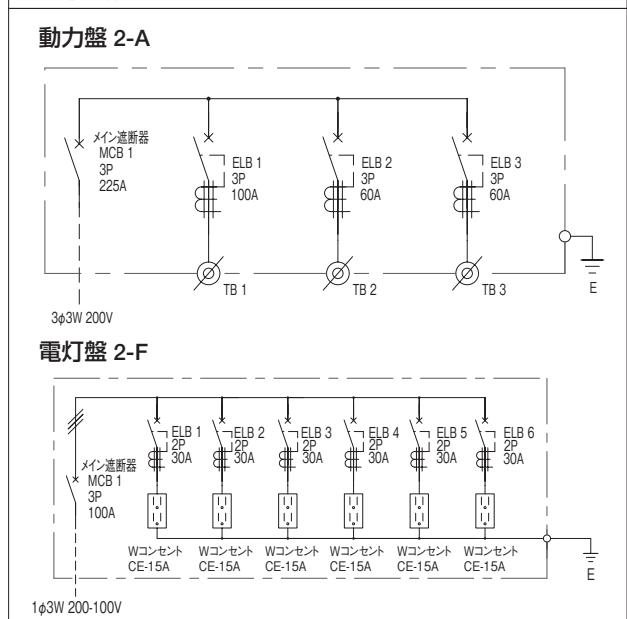 動力盤 2-A
メイン遮断器
MCB 1
3P
225A
ELB 1
3P
100A
ELB 2
3P
60A
ELB 3
3P
60A
TB 1
TB 2
TB 3
E
3φ3W 200V
電灯盤 2-F
メイン遮断器
MCB 1
3P
100A
ELB 1
2P
30A
ELB 2
2P
30A
ELB 3
2P
30A
ELB 4
2P
30A
ELB 5
2P
30A
ELB 6
2P
30A
Wコンセント
CE-15A
Wコンセント
CE-15A
Wコンセント
CE-15A
Wコンセント
CE-15A
Wコンセント
CE-15A
Wコンセント
CE-15A
E
1φ3W 200-100V